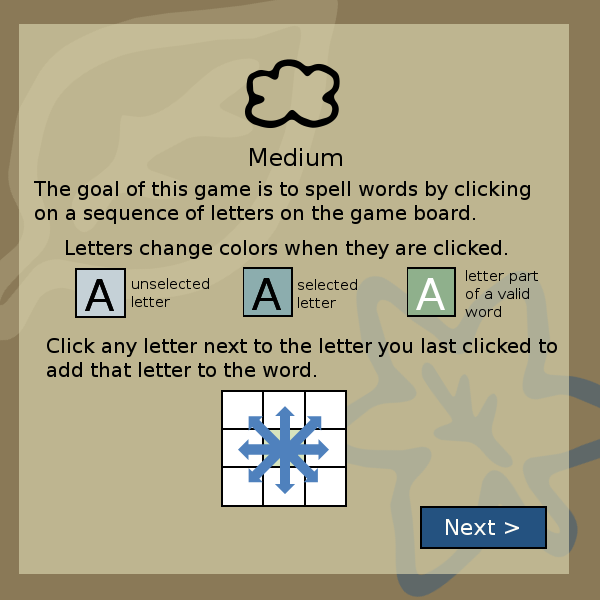 Medium
The goal of this game is to spell words by clicking
on a sequence of letters on the game board.
Letters change colors when they are clicked.
A unselected
letter
A selected
letter
A letter part
of a valid
word
Click any letter next to the letter you last clicked to
add that letter to the word.
Next >